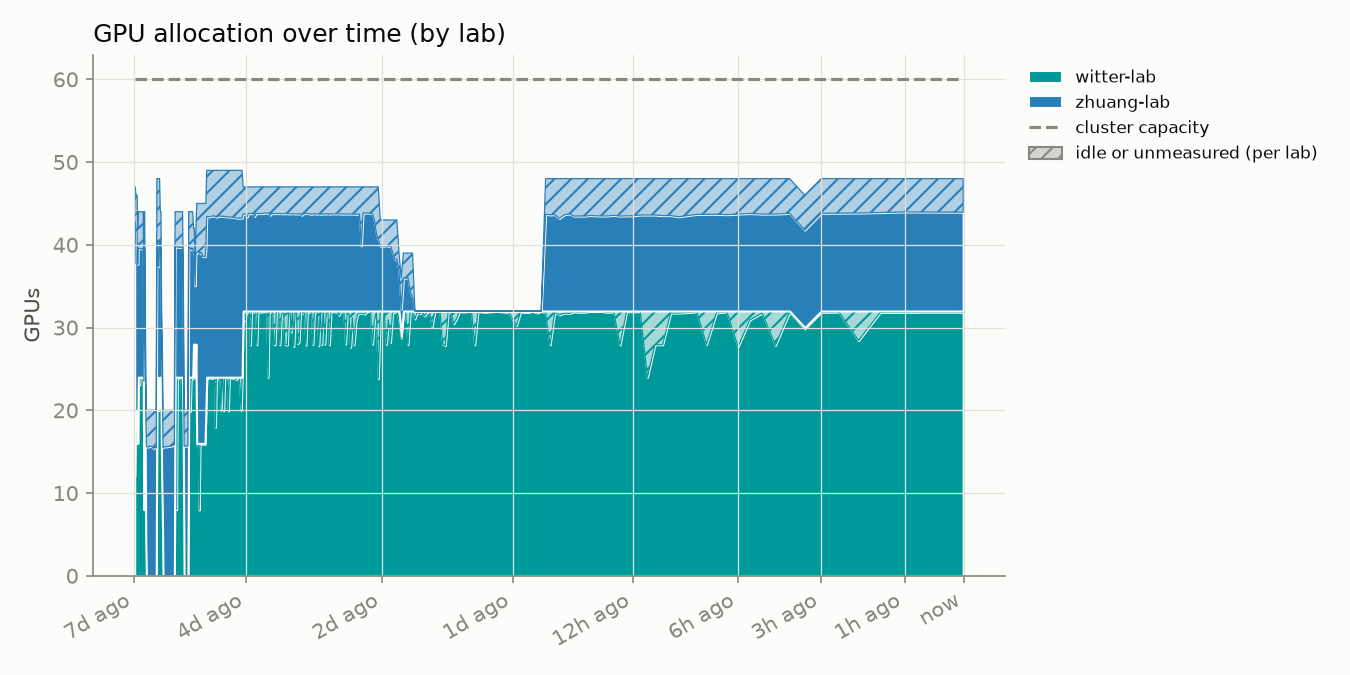 GPU allocation over time (by lab)
witter-lab
zhuang-lab
cluster capacity
idle or unmeasured (per lab)
GPUs
60
50
40
30
20
10
0
7d ago
4d ago
2d ago
1d ago
12h ago
6h ago
3h ago
1h ago
now